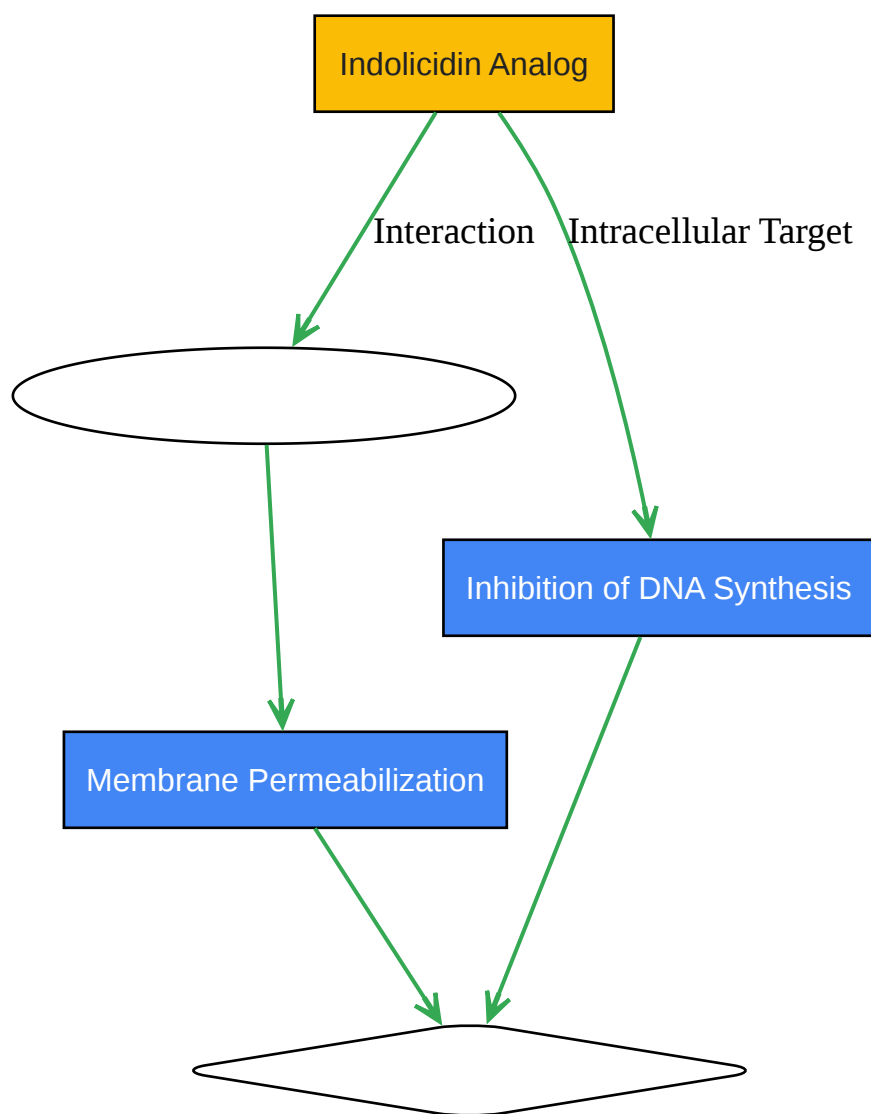 Indolicidin Analog
Interaction
Intracellular Target
Inhibition of DNA Synthesis
Membrane Permeabilization